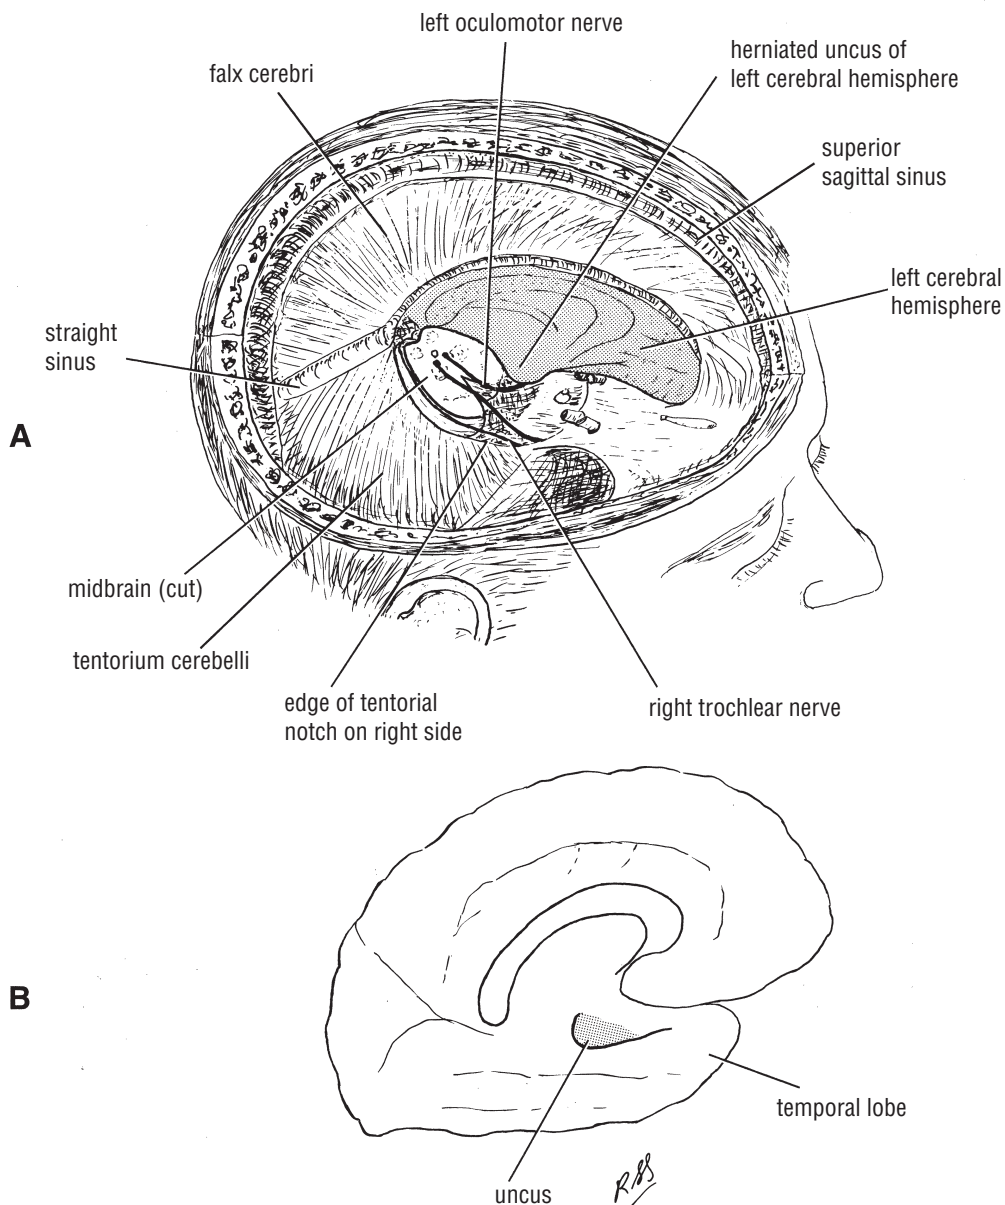 left oculomotor nerve
herniated uncus of
left cerebral hemisphere
falx cerebri
superior
sagittal sinus
left cerebral
hemisphere
straight
sinus
A
midbrain (cut)
tentorium cerebelli
edge of tentorial
notch on right side
right trochlear nerve
B
temporal lobe
uncus